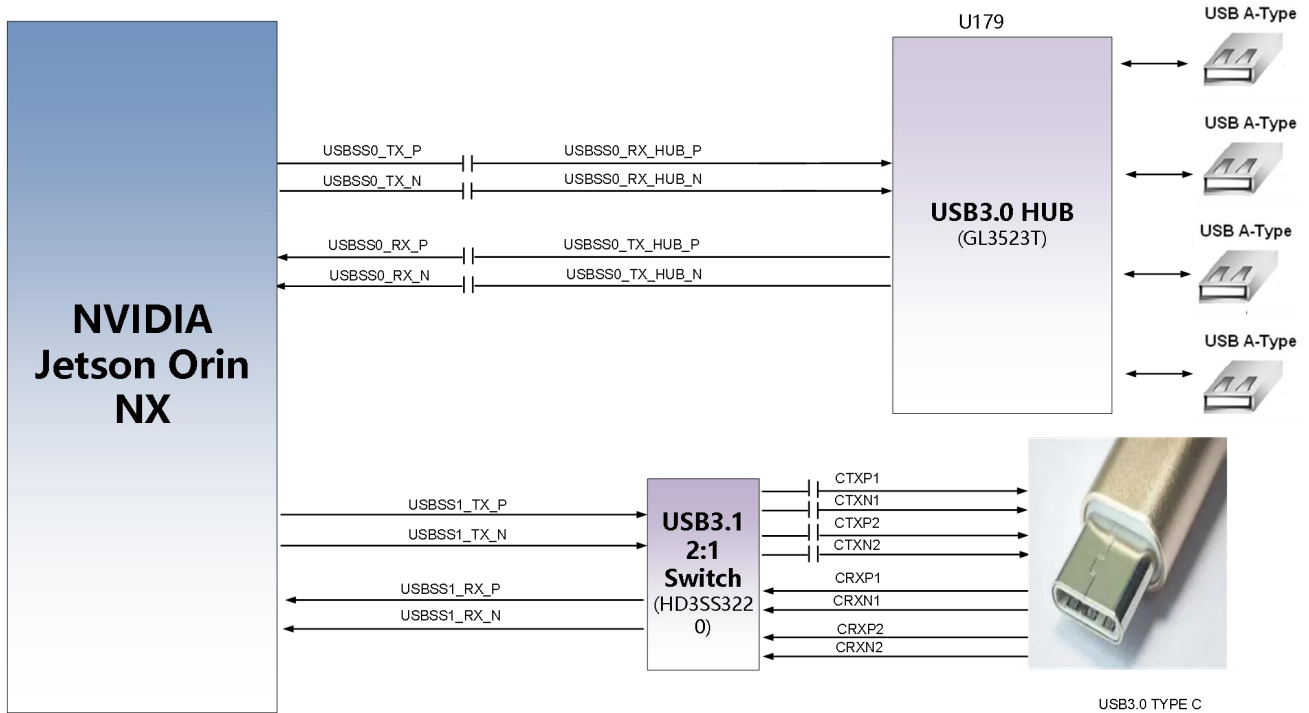 U179
USB A-Type
USBSS0_TX_P
USBSS0_RX_HUB_P
USBSS0_TX_N
USBSS0_RX_HUB_N
USB A-Type
USB3.0 HUB
(GL3523T)
USBSS0_RX_P
USBSS0_TX_HUB_P
USBSS0_RX_N
USBSS0_TX_HUB_N
USB A-Type
USB A-Type
NVIDIA
Jetson Orin
NX
USBSS1_TX_P
USBSS1_TX_N
USBSS1_RX_P
USBSS1_RX_N
USB3.1
2:1
Switch
(HD3SS322
0)
CTXP1
CTXN1
CTXP2
CTXN2
CRXP1
CRXN1
CRXP2
CRXN2
USB3.0 TYPE C